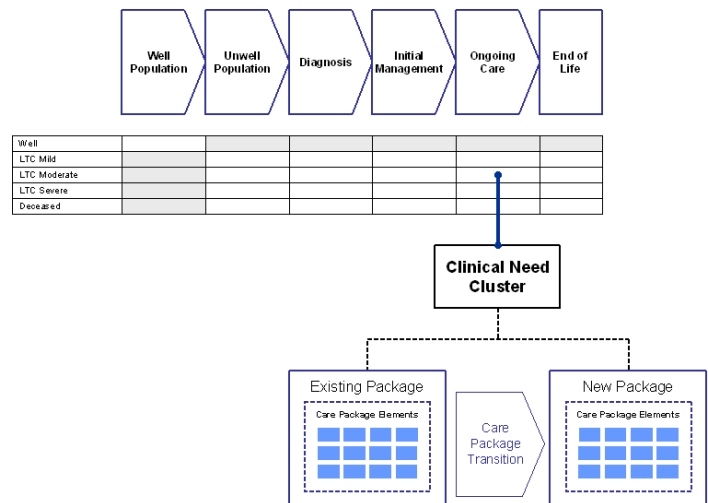 Well
Population
Unwell
Population
Diagnosis
Initial
Management
Ongoing
Care
End of
Life
Well
LTC Mild
LTC Moderate
LTC Severe
Deceased
Clinical Need
Cluster
Existing Package
Care Package Elements
Care
Package
Transition
New Package
Care Package Elements